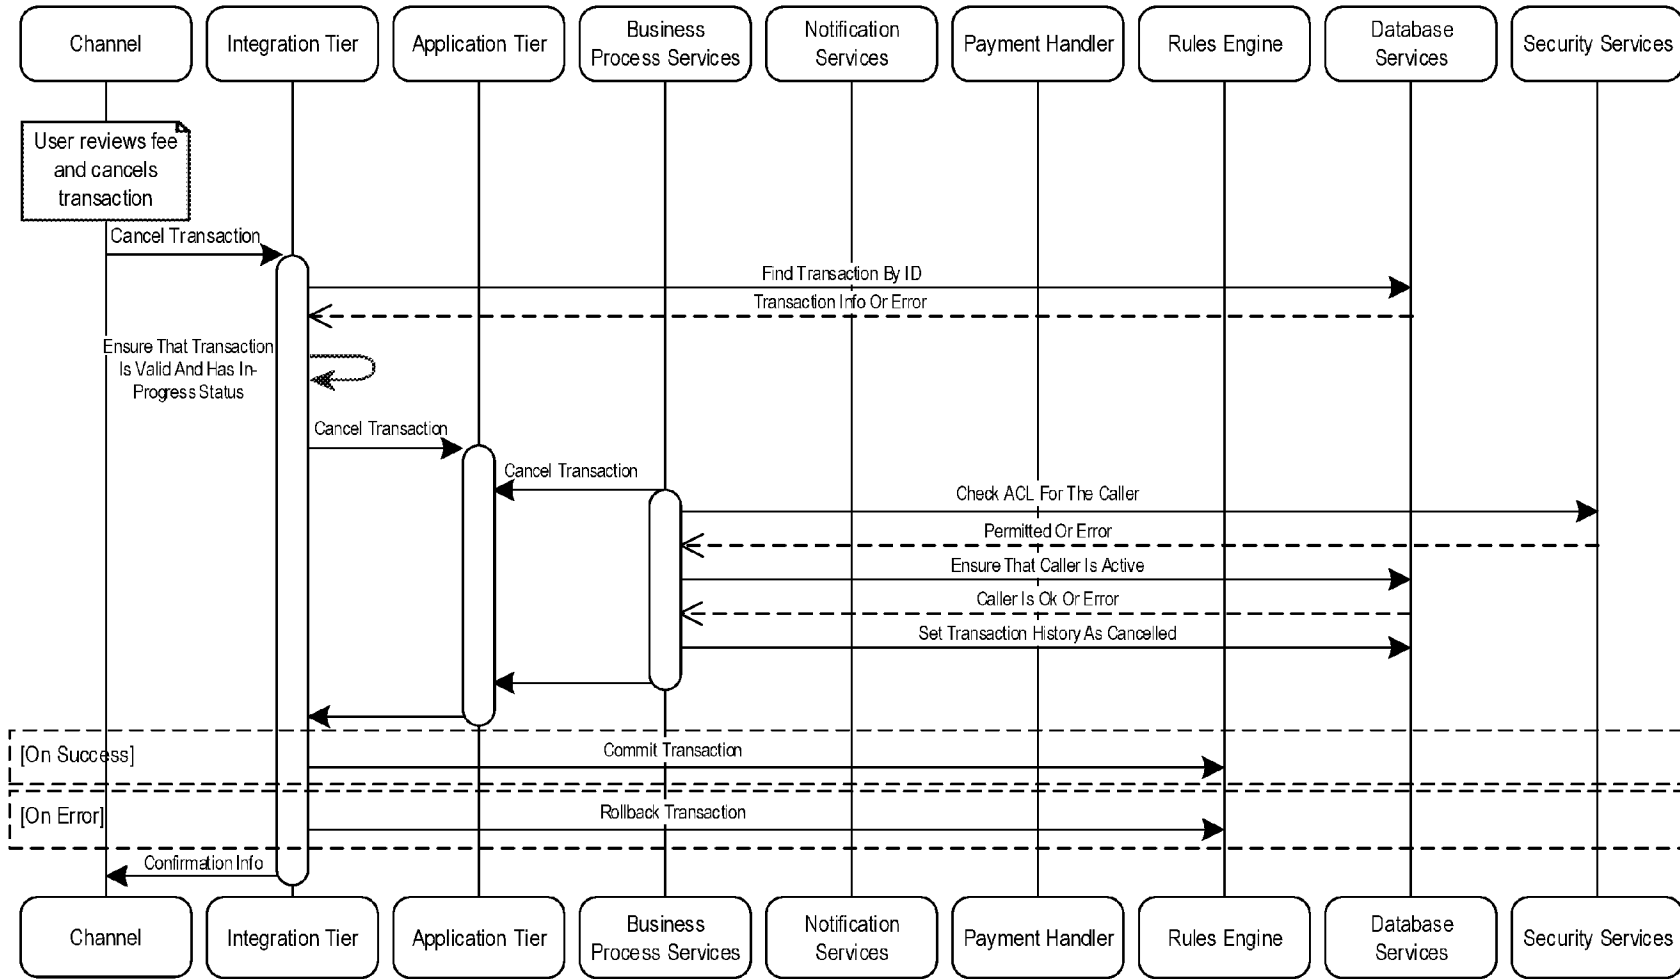 Channel
Integration Tier
Application Tier
Business
Process Services
Notification
Services
Payment Handler
Rules Engine
Database
Services
Security Services
User reviews fee
and cancels
transaction
Cancel Transaction
Find Transaction By ID
Transaction Info Or Error
Ensure That Transaction
Is Valid And Has In-
Progress Status
Cancel Transaction
Cancel Transaction
Check ACL For The Caller
Permitted Or Error
Ensure That Caller Is Active
Caller Is Ok Or Error
Set Transaction History As Cancelled
[On Success]
Commit Transaction
[On Error]
Rollback Transaction
Confirmation Info
Channel
Integration Tier
Application Tier
Business
Process Services
Notification
Services
Payment Handler
Rules Engine
Database
Services
Security Services